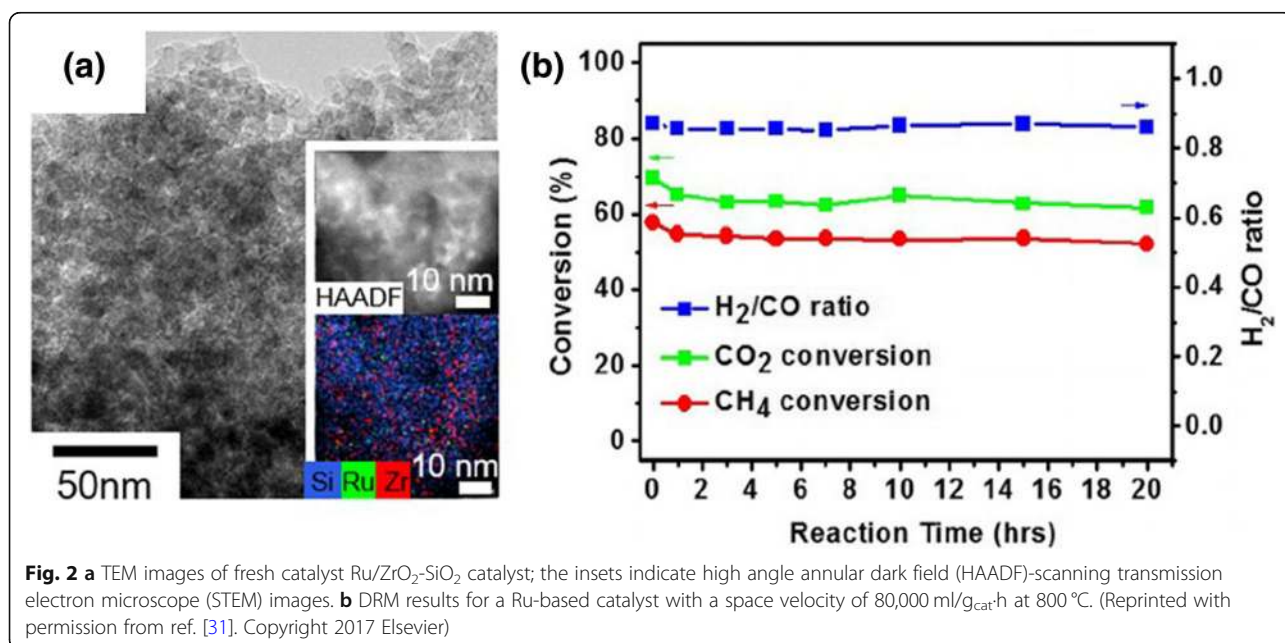 (a)
HAADF
10 nm
10 nm
Si Ru Zr
50nm
(b)
Conversion (%)
100
80
60
40
20
0
1.0
0.8
0.6
0.4
0.2
0.0
H₂/CO ratio
H₂/CO ratio
CO₂ conversion
CH₄ conversion
0 2 4 6 8 10 12 14 16 18 20
Reaction Time (hrs)
Fig. 2 a TEM images of fresh catalyst Ru/ZrO₂-SiO₂ catalyst; the insets indicate high angle annular dark field (HAADF)-scanning transmission
electron microscope (STEM) images. b DRM results for a Ru-based catalyst with a space velocity of 80,000 ml/g_cat·h at 800 °C. (Reprinted with
permission from ref. [31]. Copyright 2017 Elsevier)